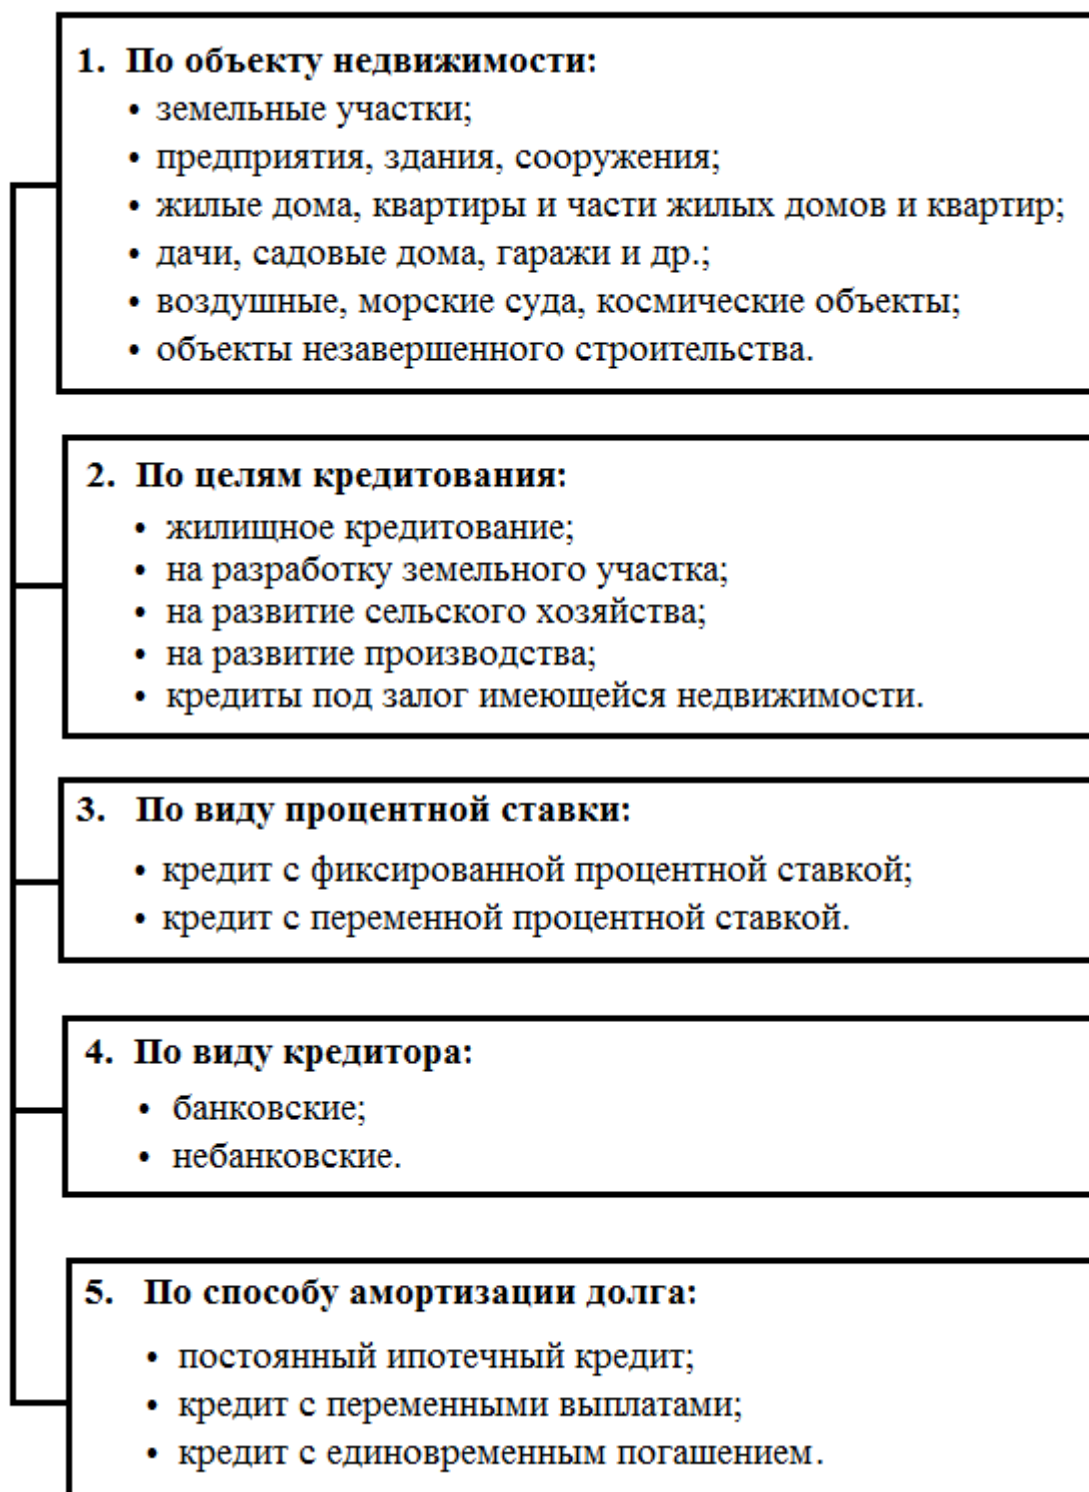 1. По объекту недвижимости:
• земельные участки;
• предприятия, здания, сооружения;
• жилые дома, квартиры и части жилых домов и квартир;
• дачи, садовые дома, гаражи и др.;
• воздушные, морские суда, космические объекты;
• объекты незавершенного строительства.
2. По целям кредитования:
• жилищное кредитование;
• на разработку земельного участка;
• на развитие сельского хозяйства;
• на развитие производства;
• кредиты под залог имеющейся недвижимости.
3. По виду процентной ставки:
• кредит с фиксированной процентной ставкой;
• кредит с переменной процентной ставкой.
4. По виду кредитора:
• банковские;
• небанковские.
5. По способу амортизации долга:
• постоянный ипотечный кредит;
• кредит с переменными выплатами;
• кредит с единовременным погашением.